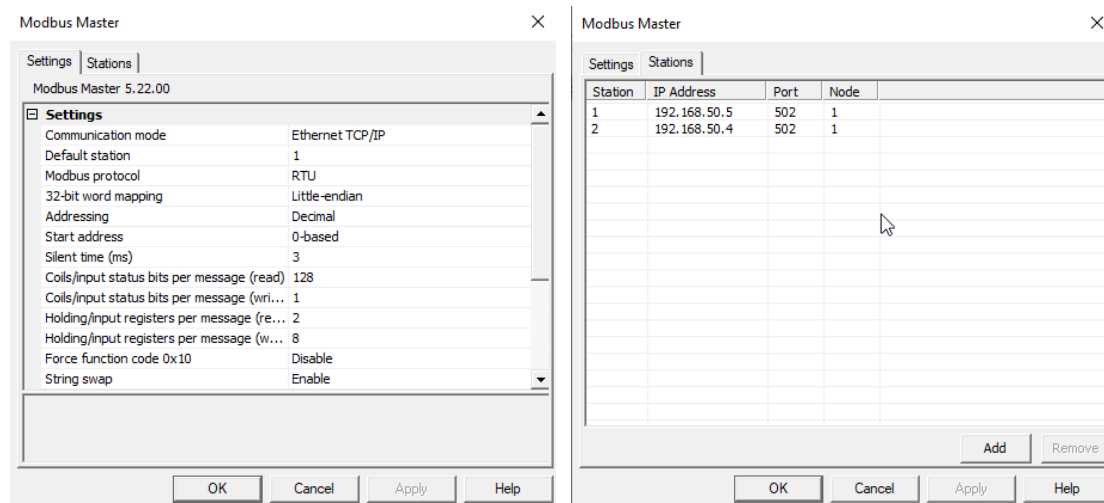 Modbus Master
Settings Stations
Modbus Master 5.22.00
Settings
Communication mode Ethernet TCP/IP
Default station 1
Modbus protocol RTU
32-bit word mapping Little-endian
Addressing Decimal
Start address 0-based
Silent time (ms) 3
Coils/input status bits per message (read) 128
Coils/input status bits per message (wri... 1
Holding/input registers per message (re... 2
Holding/input registers per message (w... 8
Force function code 0x10 Disable
String swap Enable
OK Cancel Apply Help
Modbus Master
Settings Stations
Station IP Address Port Node
1 192.168.50.5 502 1
2 192.168.50.4 502 1
Add Remove
OK Cancel Apply Help